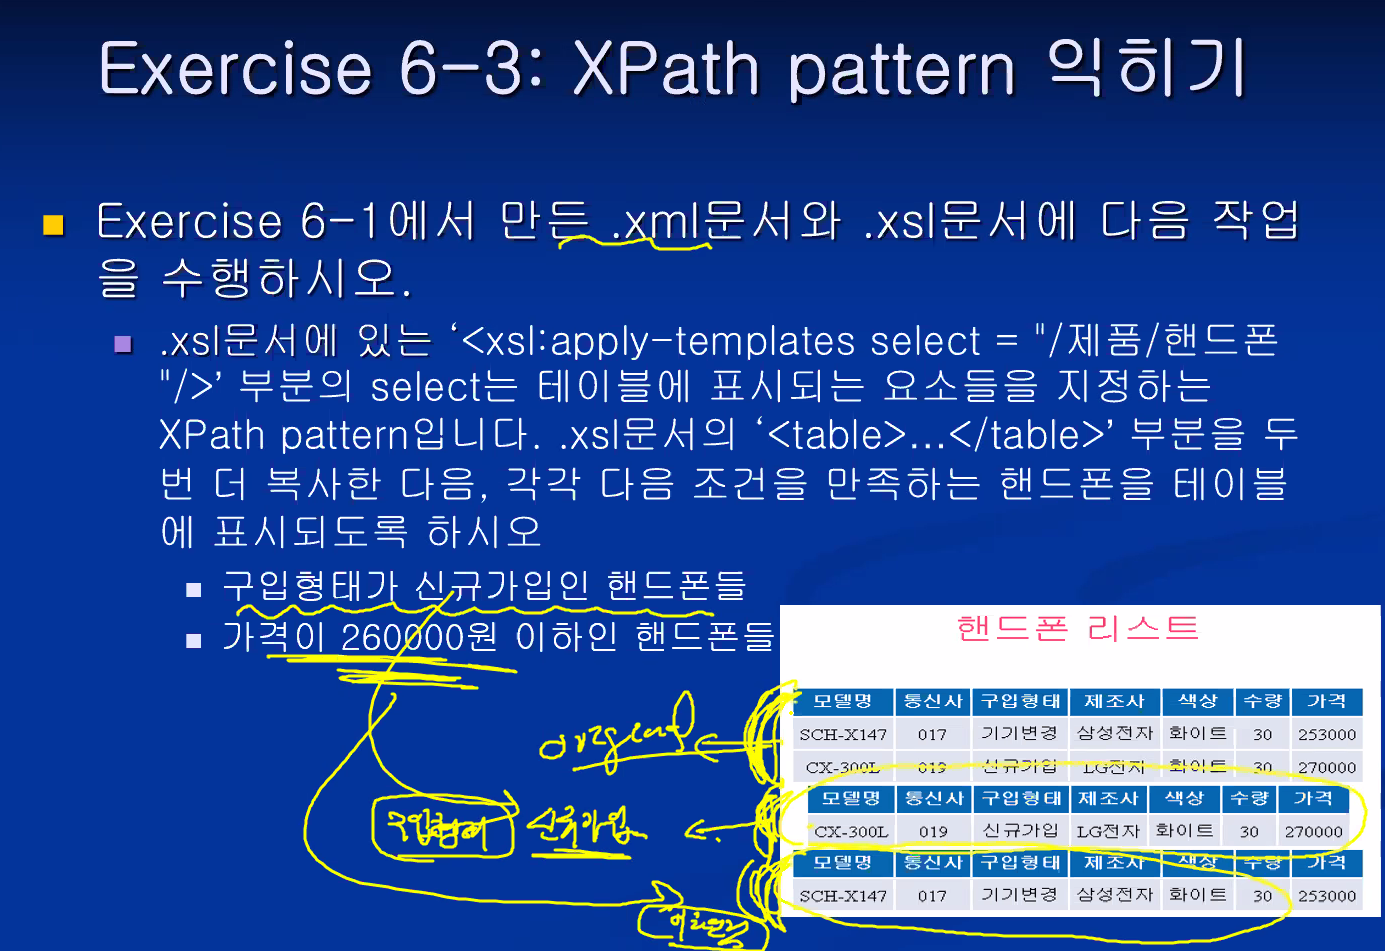 Exercise 6-3: XPath pattern 익히기
Exercise 6-1에서 만든 .xml문서와 .xsl문서에 다음 작업
을 수행하시오.
.xsl문서에 있는 ‘<xsl:apply-templates select = "/제품/핸드폰
"/>’ 부분의 select는 테이블에 표시되는 요소들을 지정하는
XPath pattern입니다. .xsl문서의 ‘<table>...</table>’ 부분을 두
번 더 복사한 다음, 각각 다음 조건을 만족하는 핸드폰을 테이블
에 표시되도록 하시오
구입형태가 신규가입인 핸드폰들
가격이 260000원 이하인 핸드폰들
핸드폰 리스트
모델명 통신사 구입형태 제조사 색상 수량 가격
SCH-X147 017 기기변경 삼성전자 화이트 30 253000
CX-300L 019 신규가입 LG전자 화이트 30 270000
모델명 통신사 구입형태 제조사 색상 수량 가격
CX-300L 019 신규가입 LG전자 화이트 30 270000
모델명 통신사 구입형태 제조사 색상 수량 가격
SCH-X147 017 기기변경 삼성전자 화이트 30 253000
구입형태 신규가입